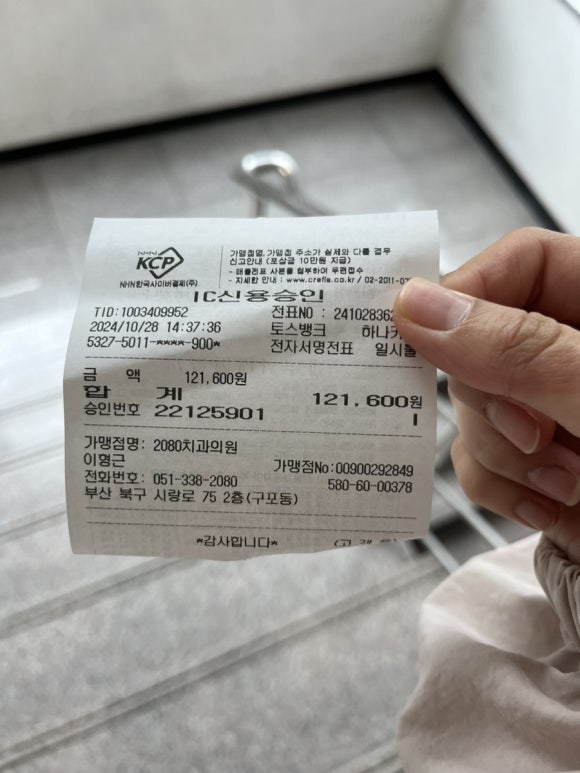 NHN
KCP
NHN한국사이버결제(주)
가맹점명, 가맹점 주소가 실제와 다를 경우
신고안내 (포상금 10만원 지급)
- 매출전표 사본을 첨부하여 우편접수
- 자세한 안내 : www.crefia.co.kr / 02-2011-07
IC신용승인
TID:1003409952 전표NO : 241028362
2024/10/28 14:37:36 토스뱅크 하나카
5327-5011-****-900* 전자서명전표 일시불
금 액 121,600원
합 계 121,600원
승인번호 22125901
가맹점명: 2080치과의원
이형근 가맹점No:00900292849
전화번호: 051-338-2080 580-60-00378
부산 북구 시랑로 75 2층(구포동)
*감사합니다* (고 객 용)